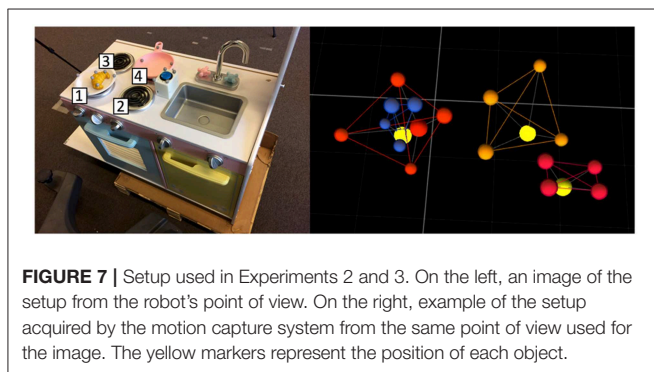 3
4
1
2
FIGURE 7 | Setup used in Experiments 2 and 3. On the left, an image of the
setup from the robot's point of view. On the right, example of the setup
acquired by the motion capture system from the same point of view used for
the image. The yellow markers represent the position of each object.